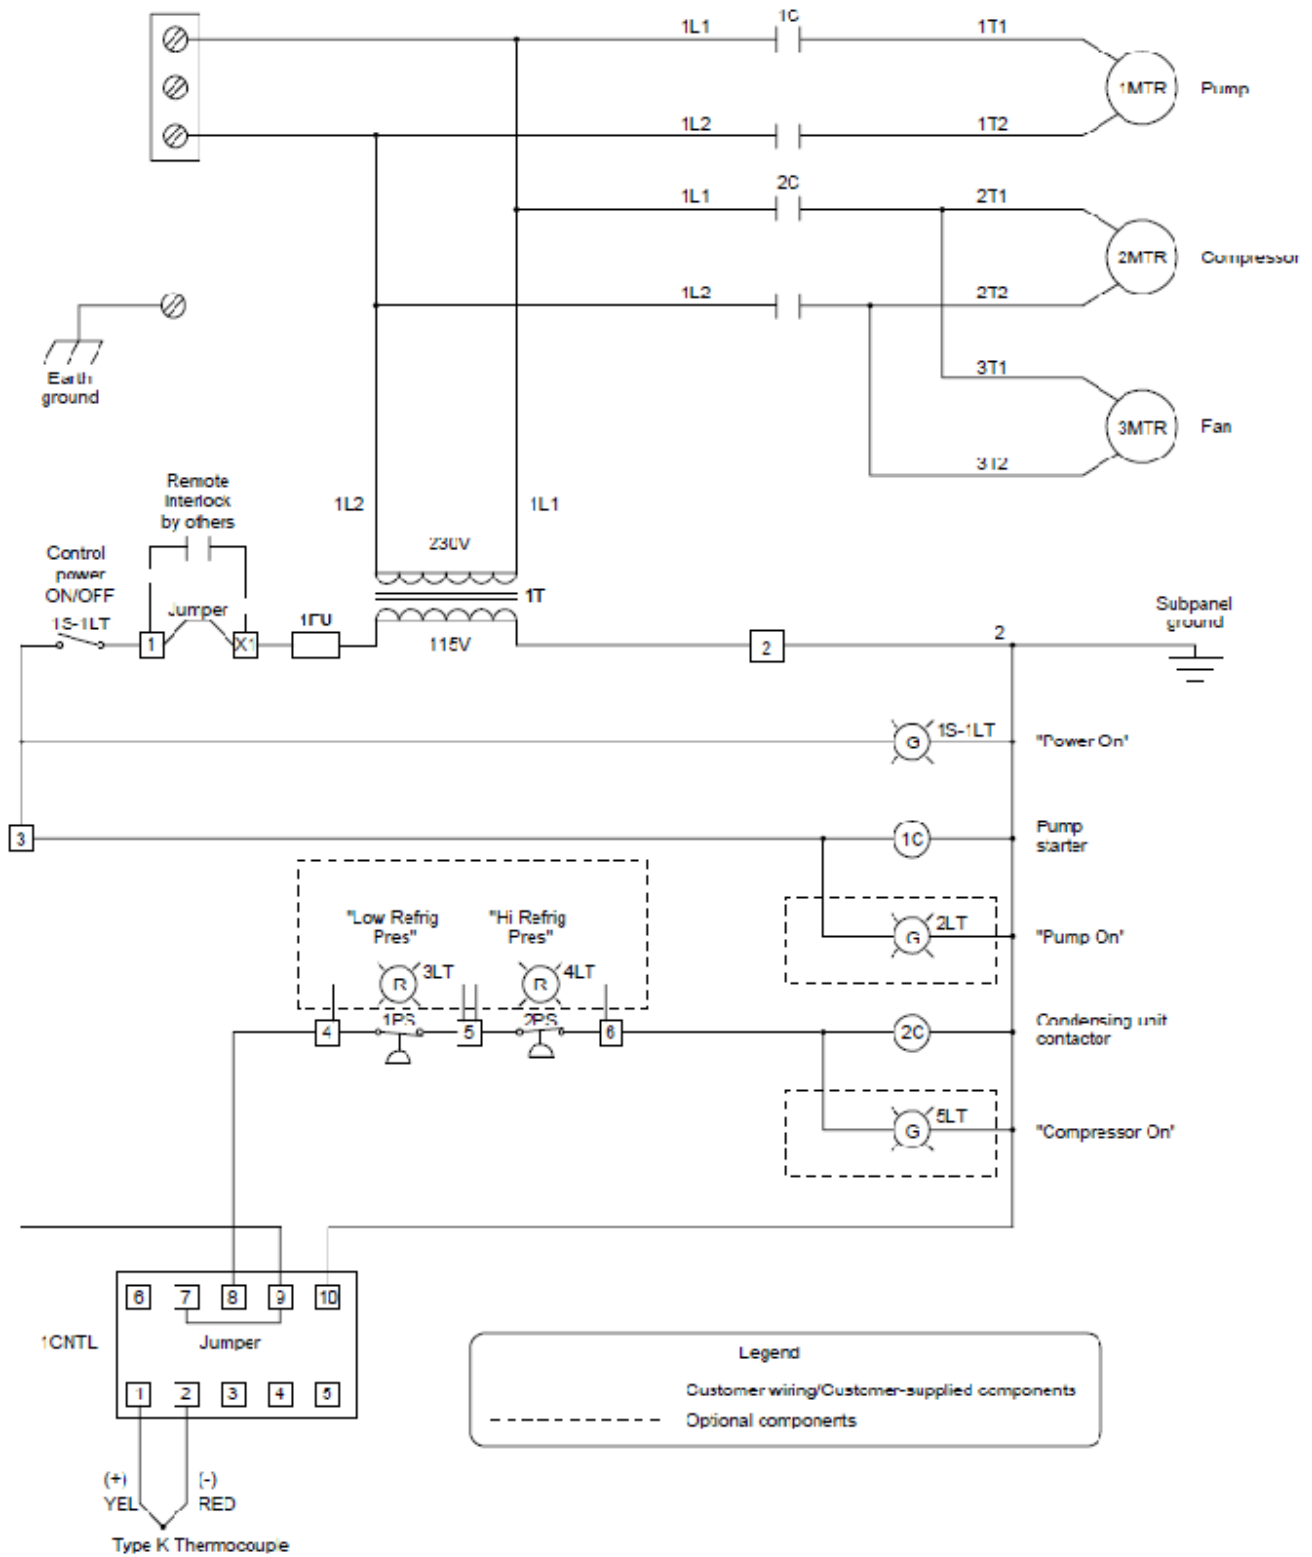 1L1
1C
1T1
1MTR
Pump
1L2
1T2
1L1
2C
2T1
2MTR
Compressor
1L2
2T2
Earth
ground
3T1
3MTR
Fan
3T2
Remote
Interlock
by others
1L2
1L1
Control
power
ON/OFF
230V
1T
1S-1LT
Jumper
1FU
1
X1
115V
2
2
Subpanel
ground
G
1S-1LT
"Power On"
3
1C
Pump
starter
"Low Refrig
Pres"
"Hi Refrig
Pres"
G
2LT
"Pump On"
R
3LT
R
4LT
4
1PS
5
2PS
6
2C
Condensing unit
contactor
G
5LT
"Compressor On"
6
7
8
9
10
1CNTL
Jumper
1
2
3
4
5
(+)
YEL
(-)
RED
Type K Thermocouple
Legend
Customer wiring/Customer-supplied components
Optional components